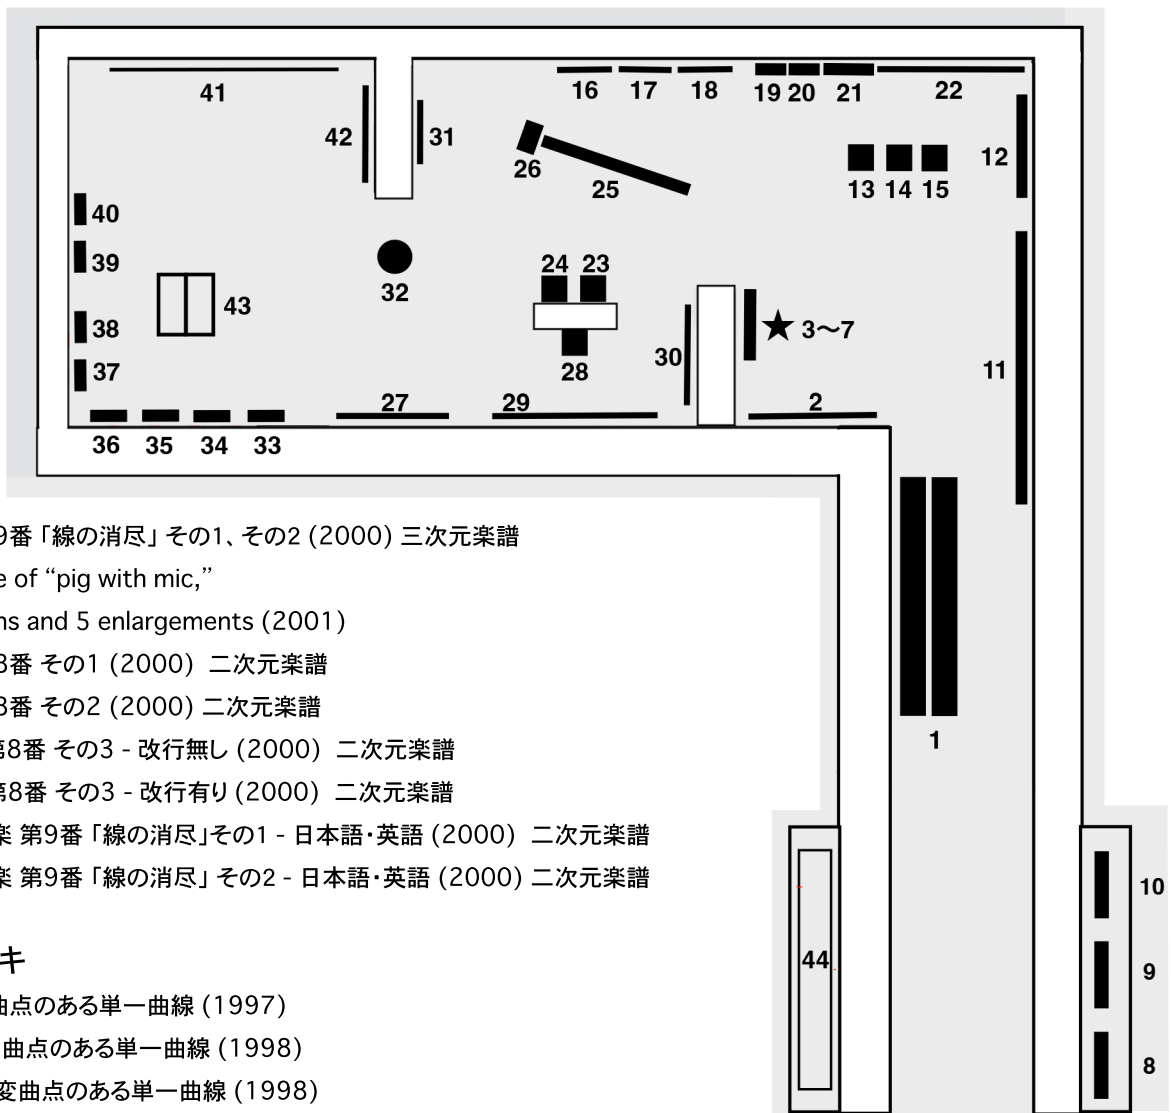 41
16 17 18 19 20 21 22
42 31
26 25
13 14 15 12
40
39
24 23
32
43
38
30 ★ 3〜7
28
37
11
27 29 2
36 35 34 33
9番 「線の消尽」 その1、その2 (2000) 三次元楽譜
e of “pig with mic,”
ns and 5 enlargements (2001)
8番 その1 (2000) 二次元楽譜
8番 その2 (2000) 二次元楽譜
第8番 その3 - 改行無し (2000) 二次元楽譜
1
第8番 その3 - 改行有り (2000) 二次元楽譜
楽 第9番 「線の消尽」その1 - 日本語・英語 (2000) 二次元楽譜
楽 第9番 「線の消尽」 その2 - 日本語・英語 (2000) 二次元楽譜
10
キ
44
9
曲点のある単一曲線 (1997)
曲点のある単一曲線 (1998)
8
変曲点のある単一曲線 (1998)